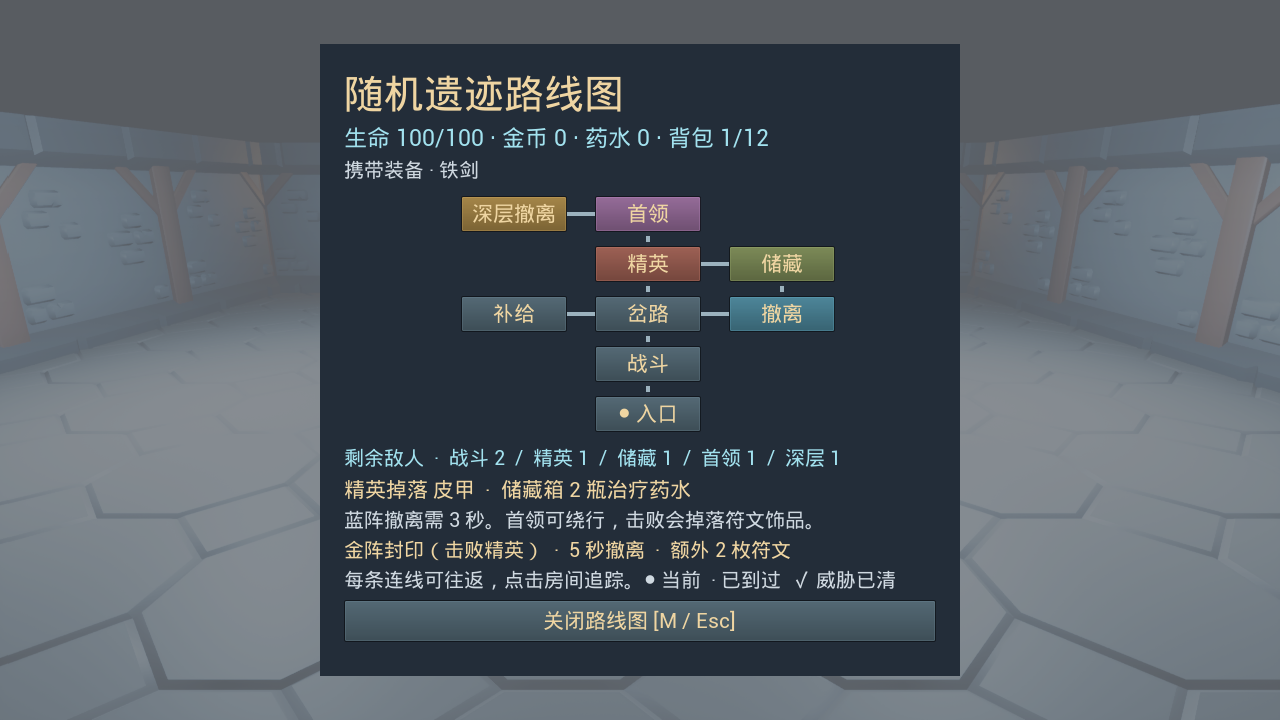 随机遗迹路线图
生命 100/100 · 金币 0 · 药水 0 · 背包 1/12
携带装备 · 铁剑
深层撤离 首领
精英 储藏
补给 岔路 撤离
战斗
● 入口
剩余敌人 · 战斗 2 / 精英 1 / 储藏 1 / 首领 1 / 深层 1
精英掉落 皮甲 · 储藏箱 2 瓶治疗药水
蓝阵撤离需 3 秒。首领可绕行，击败会掉落符文饰品。
金阵封印（击败精英） · 5 秒撤离 · 额外 2 枚符文
每条连线可往返，点击房间追踪。● 当前 · 已到过 √ 威胁已清
关闭路线图 [M / Esc]